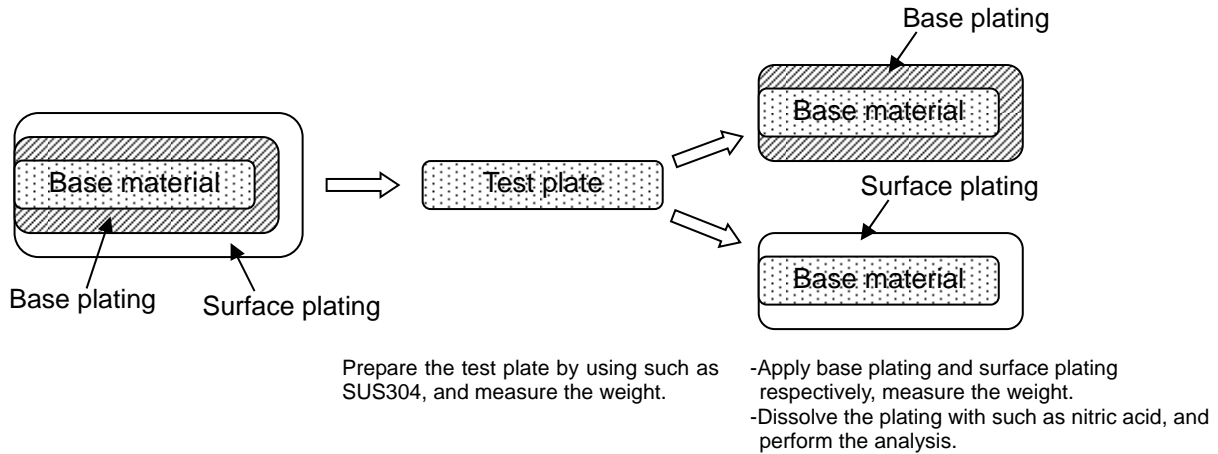 Base plating
Base material
Base material
Test plate
Surface plating
Base material
Base plating
Surface plating
Prepare the test plate by using such as
SUS304, and measure the weight.
-Apply base plating and surface plating
respectively, measure the weight.
-Dissolve the plating with such as nitric acid, and
perform the analysis.